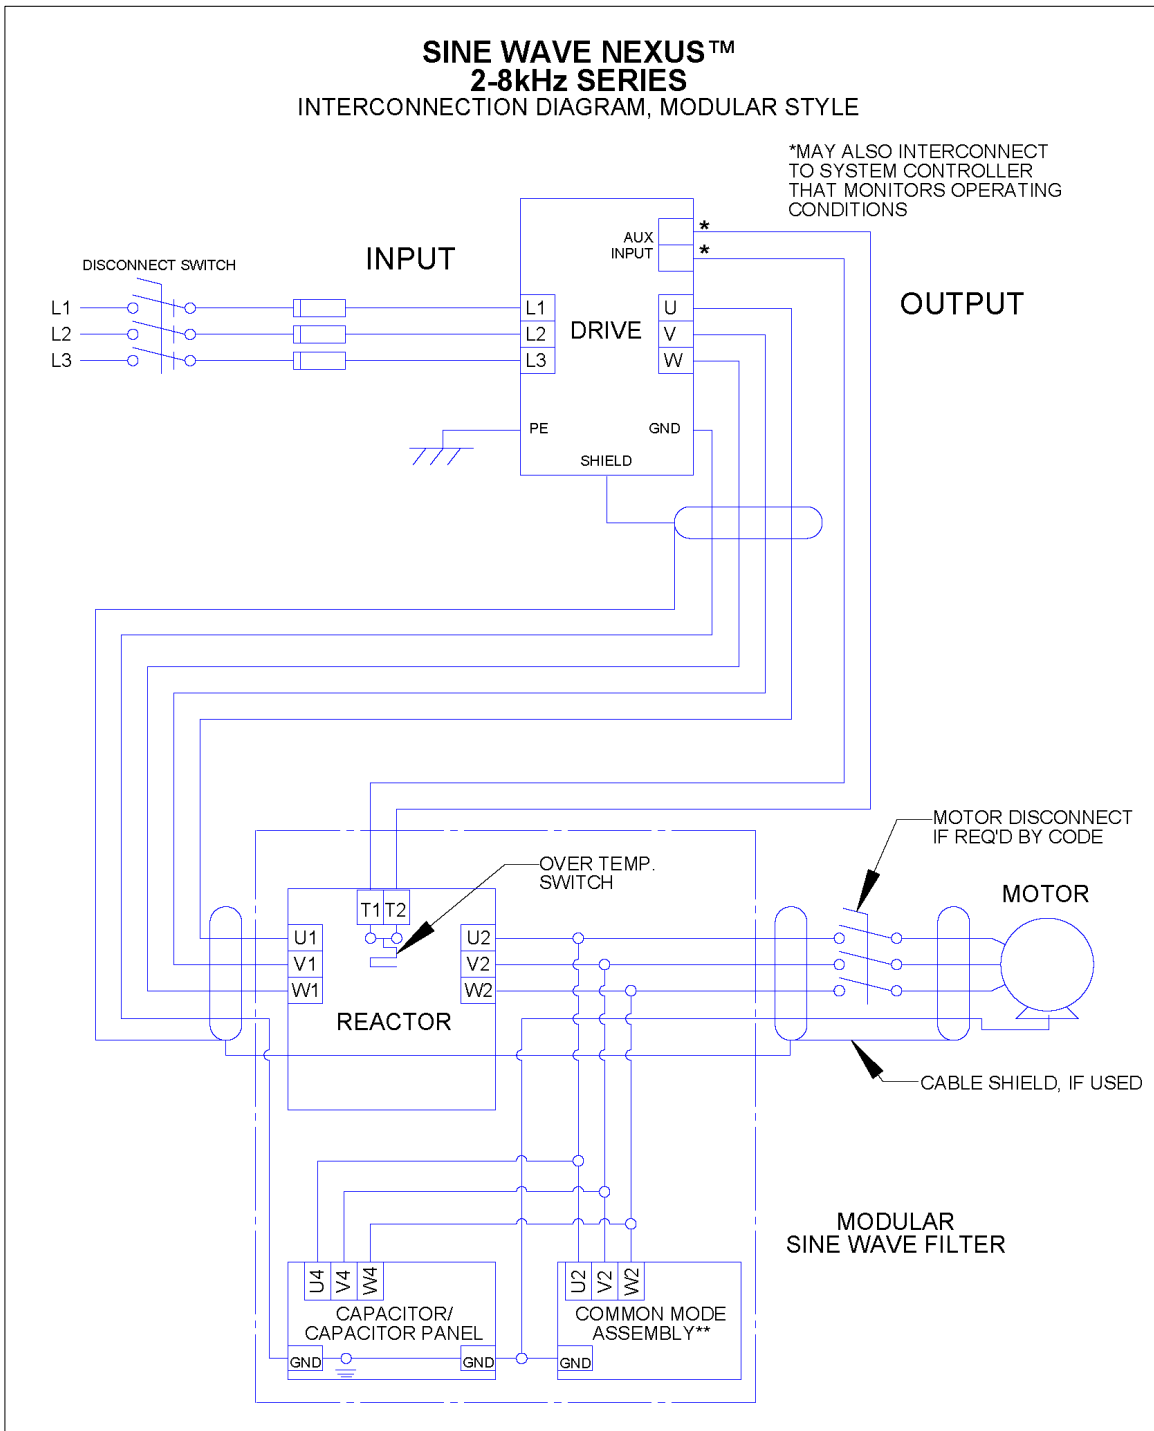 SINE WAVE NEXUS™
2-8kHz SERIES
INTERCONNECTION DIAGRAM, MODULAR STYLE
*MAY ALSO INTERCONNECT
TO SYSTEM CONTROLLER
THAT MONITORS OPERATING
CONDITIONS
DISCONNECT SWITCH
INPUT
OUTPUT
AUX
INPUT
*
*
L1
L2
L3
L1
L2
L3
DRIVE
U
V
W
PE
GND
SHIELD
MOTOR DISCONNECT
IF REQ'D BY CODE
OVER TEMP.
SWITCH
MOTOR
T1 T2
U1
V1
W1
U2
V2
W2
REACTOR
CABLE SHIELD, IF USED
MODULAR
SINE WAVE FILTER
U4 V4 W4
U2 V2 W2
CAPACITOR/
CAPACITOR PANEL
COMMON MODE
ASSEMBLY**
GND
GND
GND